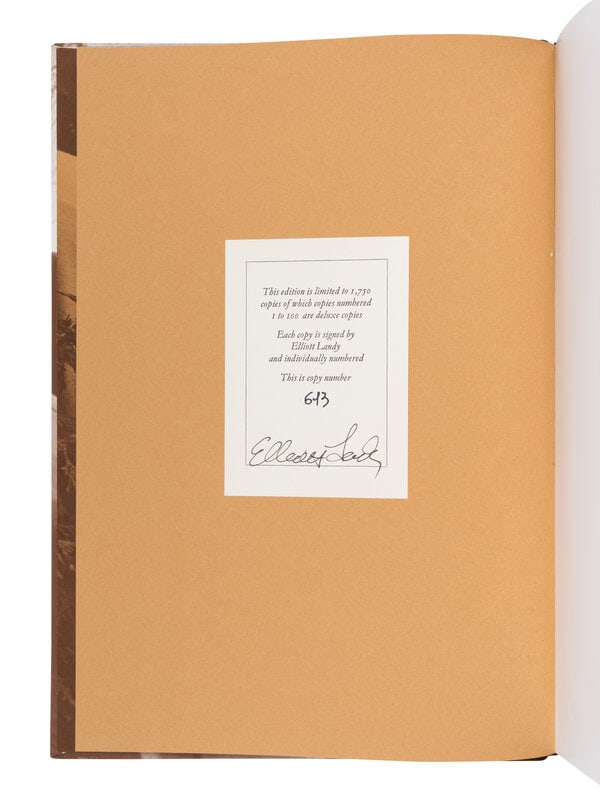 This edition is limited to 1,750
copies of which copies numbered
1 to 100 are deluxe copies
Each copy is signed by
Elliott Landy
and individually numbered
This is copy number
613
Elliott Landy